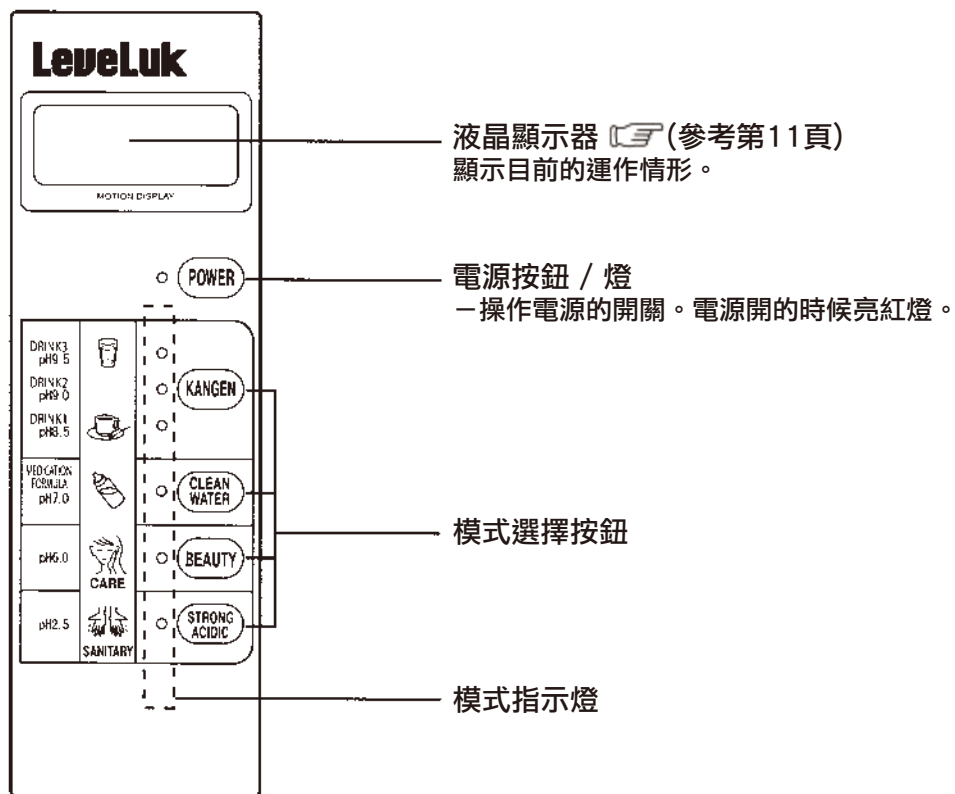 LeveLuk
液晶顯示器 ☞(參考第11頁)
顯示目前的運作情形。
MOTION DISPLAY
POWER
電源按鈕 / 燈
－操作電源的開關。電源開的時候亮紅燈。
DRINK3
pH9.5
DRINK2
pH9.0
KANGEN
DRINK1
pH8.5
MEDICATION
FORMULA
pH7.0
CLEAN
WATER
模式選擇按鈕
pH6.0
CARE
BEAUTY
pH2.5
SANITARY
STRONG
ACIDIC
模式指示燈